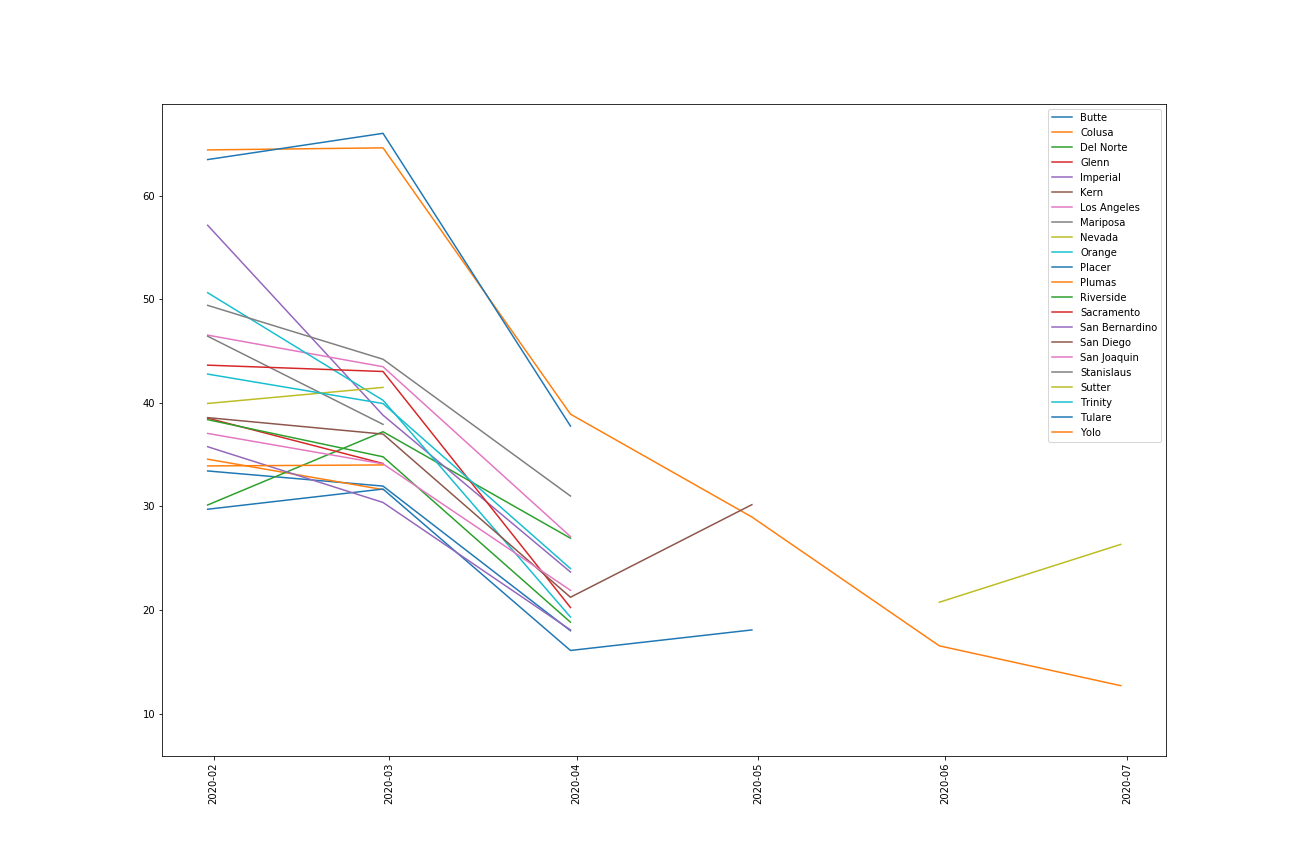 Butte
Colusa
Del Norte
Glenn
Imperial
Kern
Los Angeles
Mariposa
Nevada
Orange
Placer
Plumas
Riverside
Sacramento
San Bernardino
San Diego
San Joaquin
Stanislaus
Sutter
Trinity
Tulare
Yolo
60
50
40
30
20
10
2020-02
2020-03
2020-04
2020-05
2020-06
2020-07